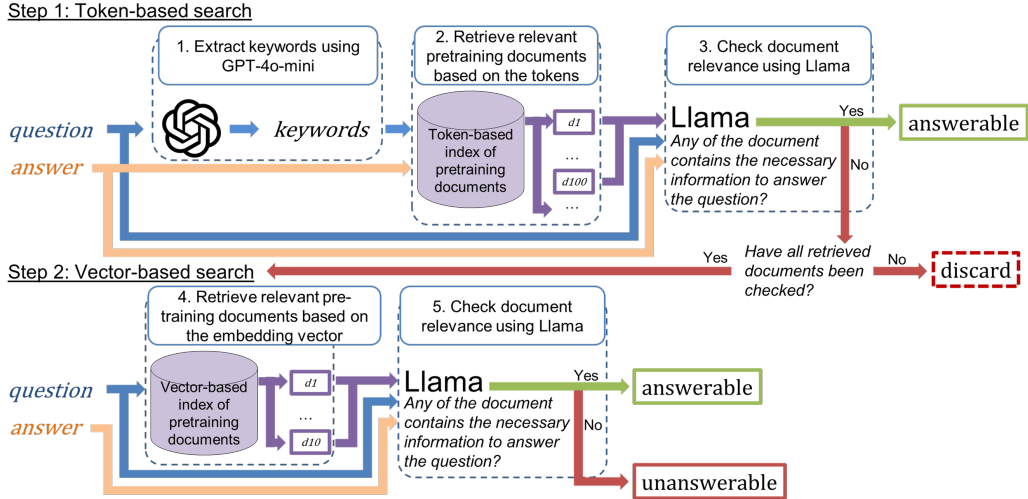 Step 1: Token-based search
1. Extract keywords using
GPT-4o-mini
2. Retrieve relevant
pretraining documents
based on the tokens
3. Check document
relevance using Llama
question
answer
keywords
Token-based
index of
pretraining
documents
d1
...
d100
...
Llama
Any of the document
contains the necessary
information to answer
the question?
Yes
answerable
No
Have all retrieved
documents been
checked?
Yes
No
discard
Step 2: Vector-based search
4. Retrieve relevant pre-
training documents based on
the embedding vector
5. Check document
relevance using Llama
question
answer
Vector-based
index of
pretraining
documents
d1
...
d10
Llama
Any of the document
contains the necessary
information to answer
the question?
Yes
answerable
No
unanswerable